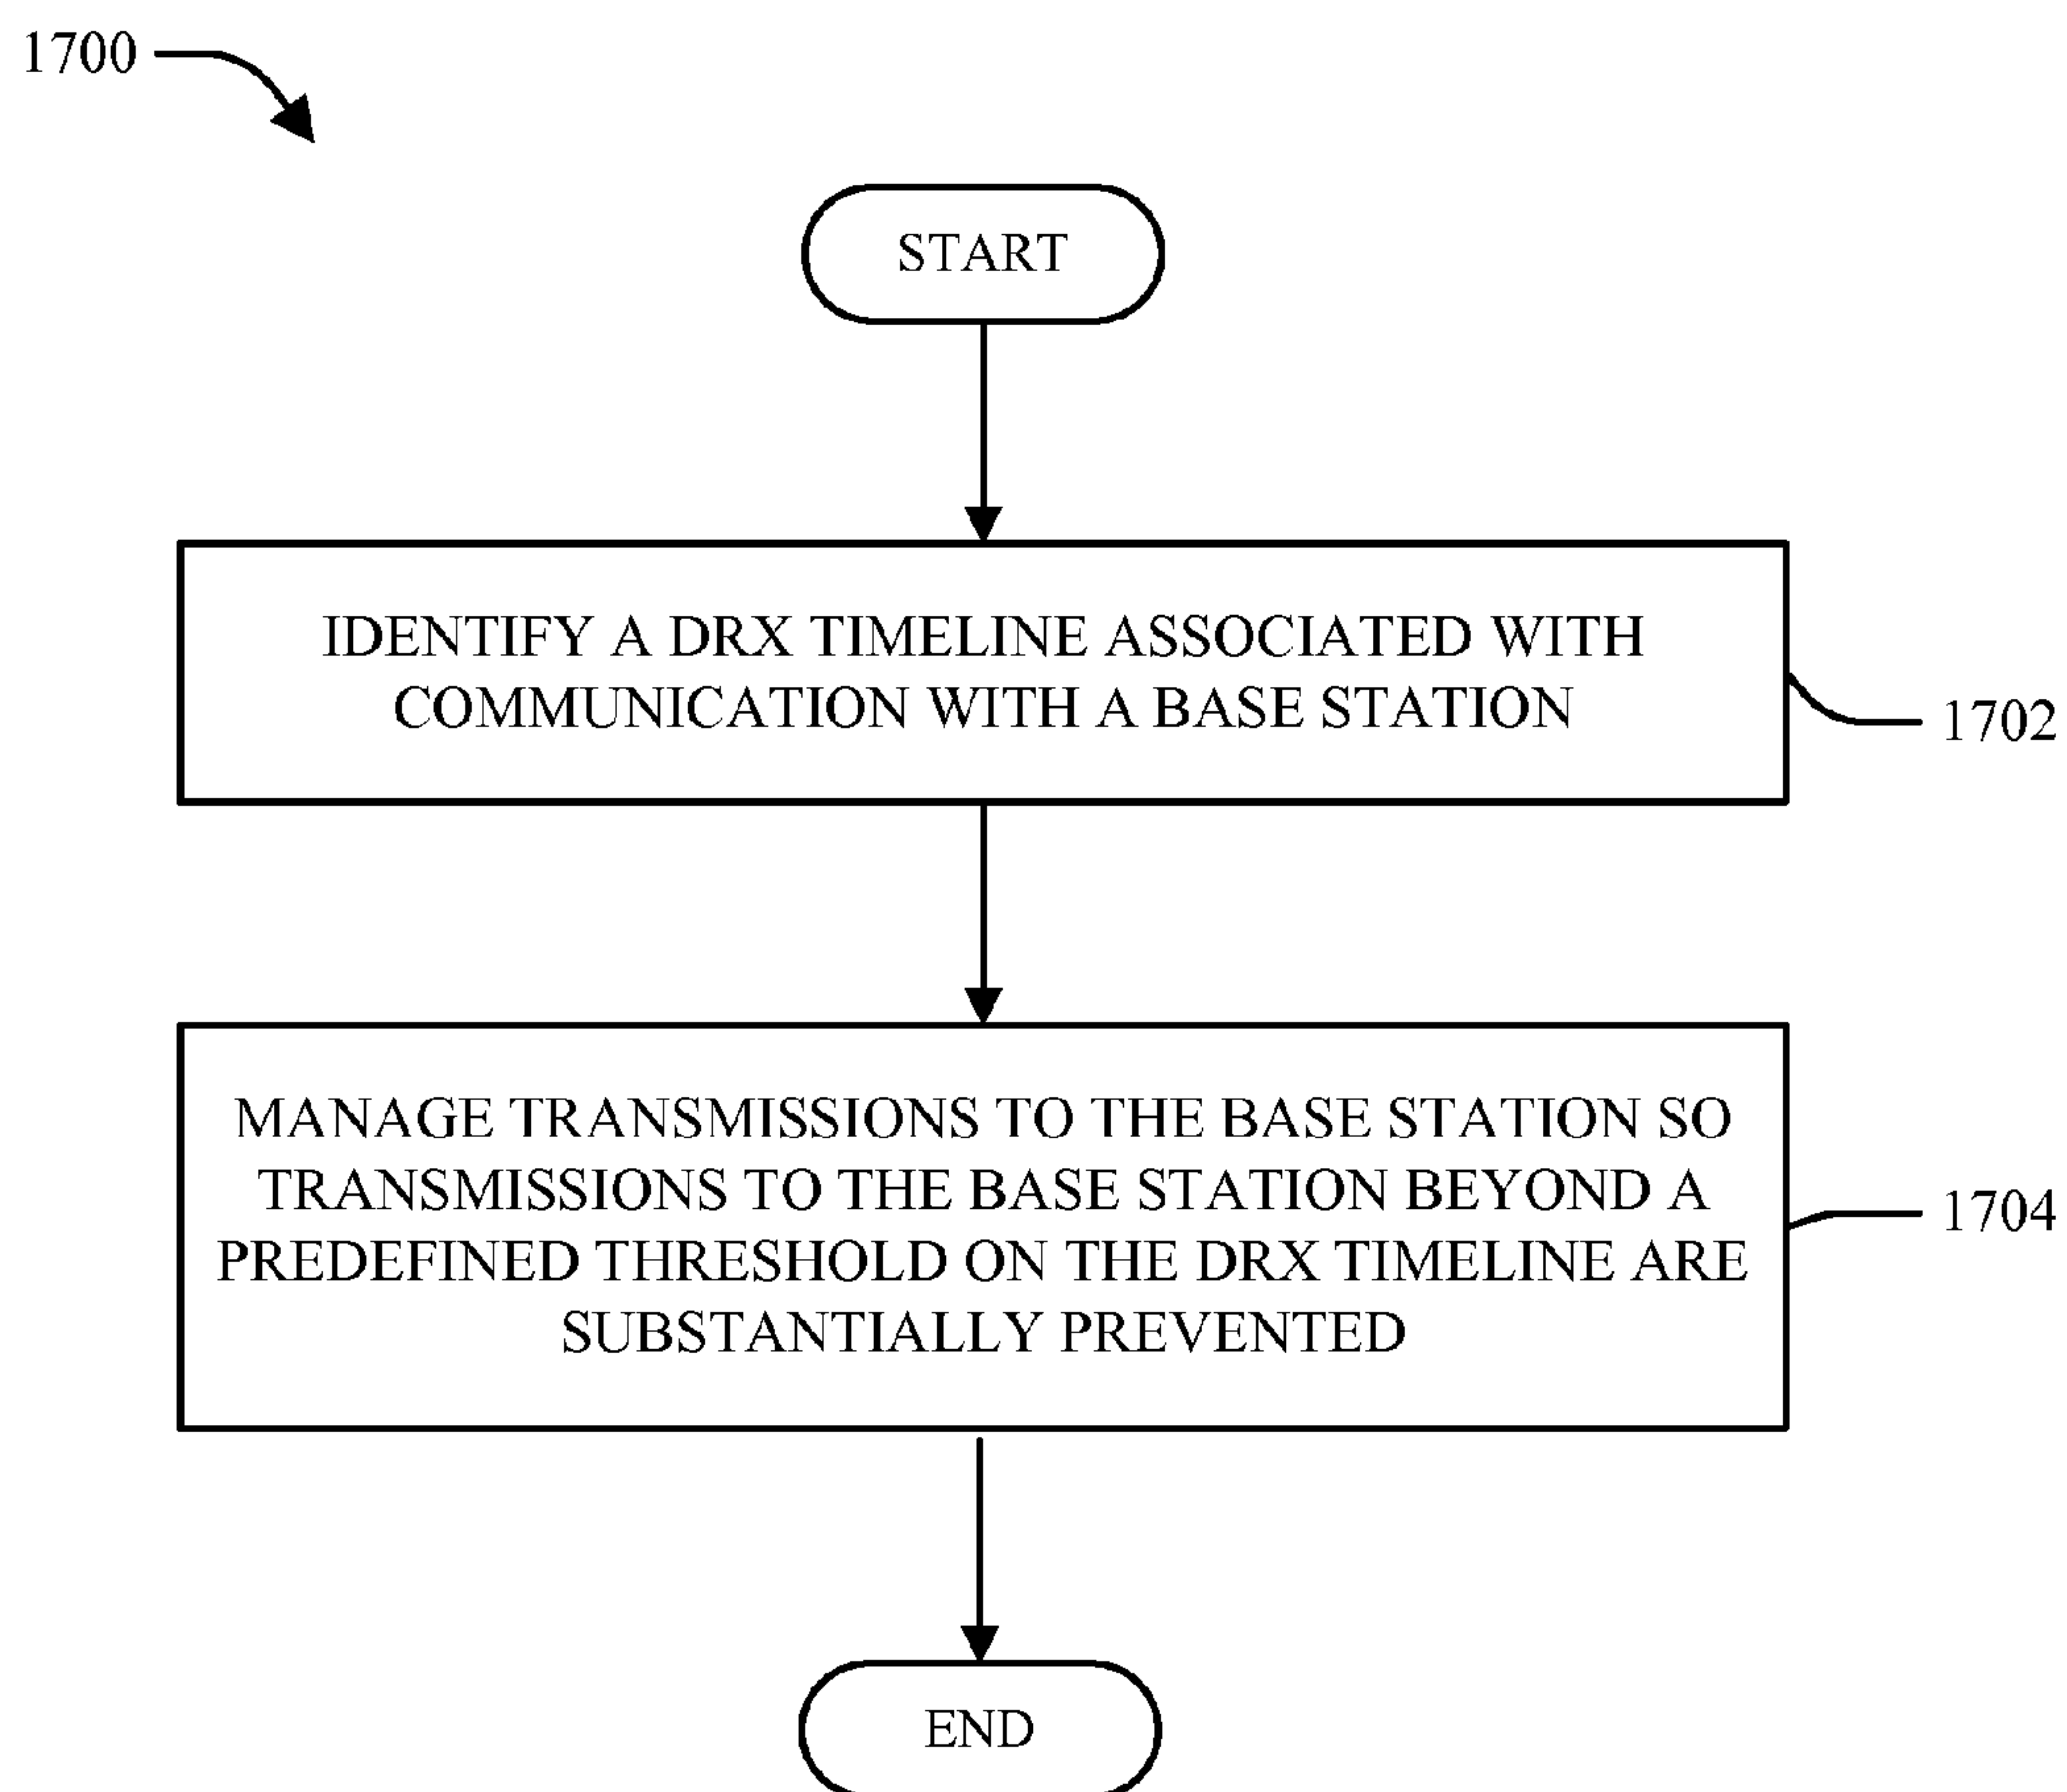 1700
START
IDENTIFY A DRX TIMELINE ASSOCIATED WITH
COMMUNICATION WITH A BASE STATION
1702
MANAGE TRANSMISSIONS TO THE BASE STATION SO
TRANSMISSIONS TO THE BASE STATION BEYOND A
PREDEFINED THRESHOLD ON THE DRX TIMELINE ARE
SUBSTANTIALLY PREVENTED
1704
END